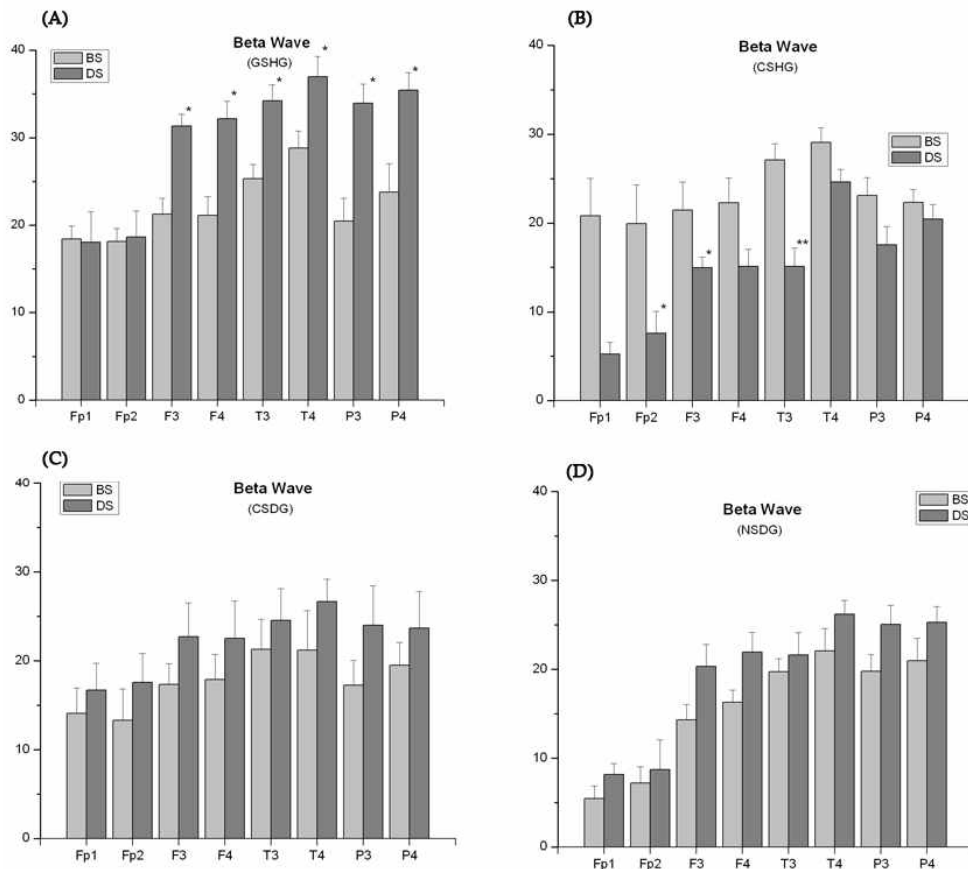 (A)
Beta Wave
(GSHG)
BS
DS
40
30
20
10
0
* * * * * *
Fp1 Fp2 F3 F4 T3 T4 P3 P4
(B)
Beta Wave
(CSHG)
BS
DS
40
30
20
10
0
* * **
Fp1 Fp2 F3 F4 T3 T4 P3 P4
(C)
Beta Wave
(CSDG)
BS
DS
40
30
20
10
0
Fp1 Fp2 F3 F4 T3 T4 P3 P4
(D)
Beta Wave
(NSDG)
BS
DS
40
30
20
10
0
Fp1 Fp2 F3 F4 T3 T4 P3 P4